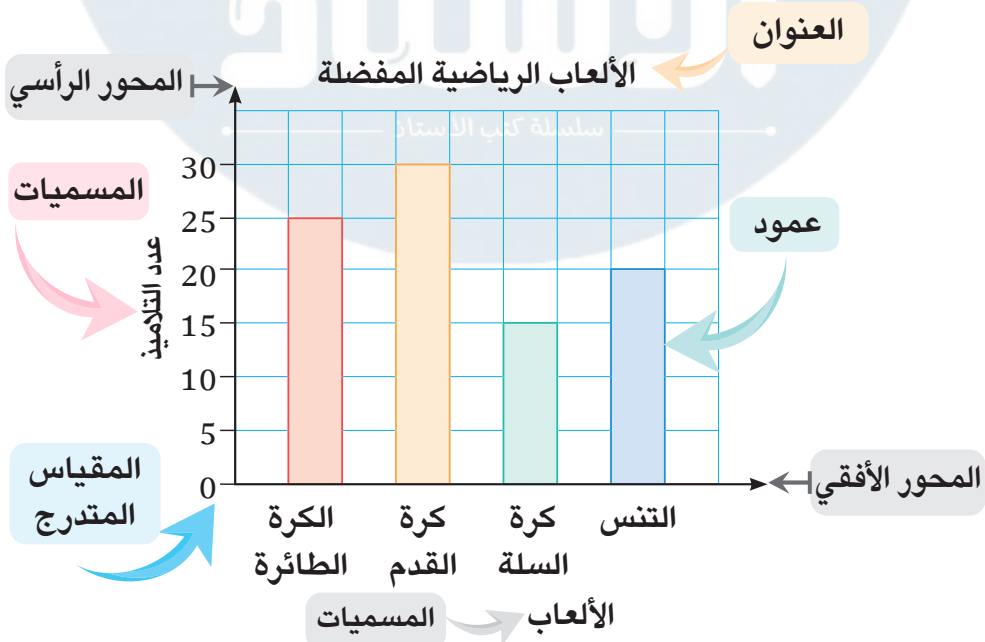 العنوان
الألعاب الرياضية المفضلة
المحور الرأسي
سلسلة كتب الأستاذ
30
المسميات
25
عمود
عدد التلاميذ
20
15
10
5
المقياس
المتدرج
0
المحور الأفقي
الكرة
الطائرة
كرة
القدم
كرة
السلة
التنس
الألعاب
المسميات